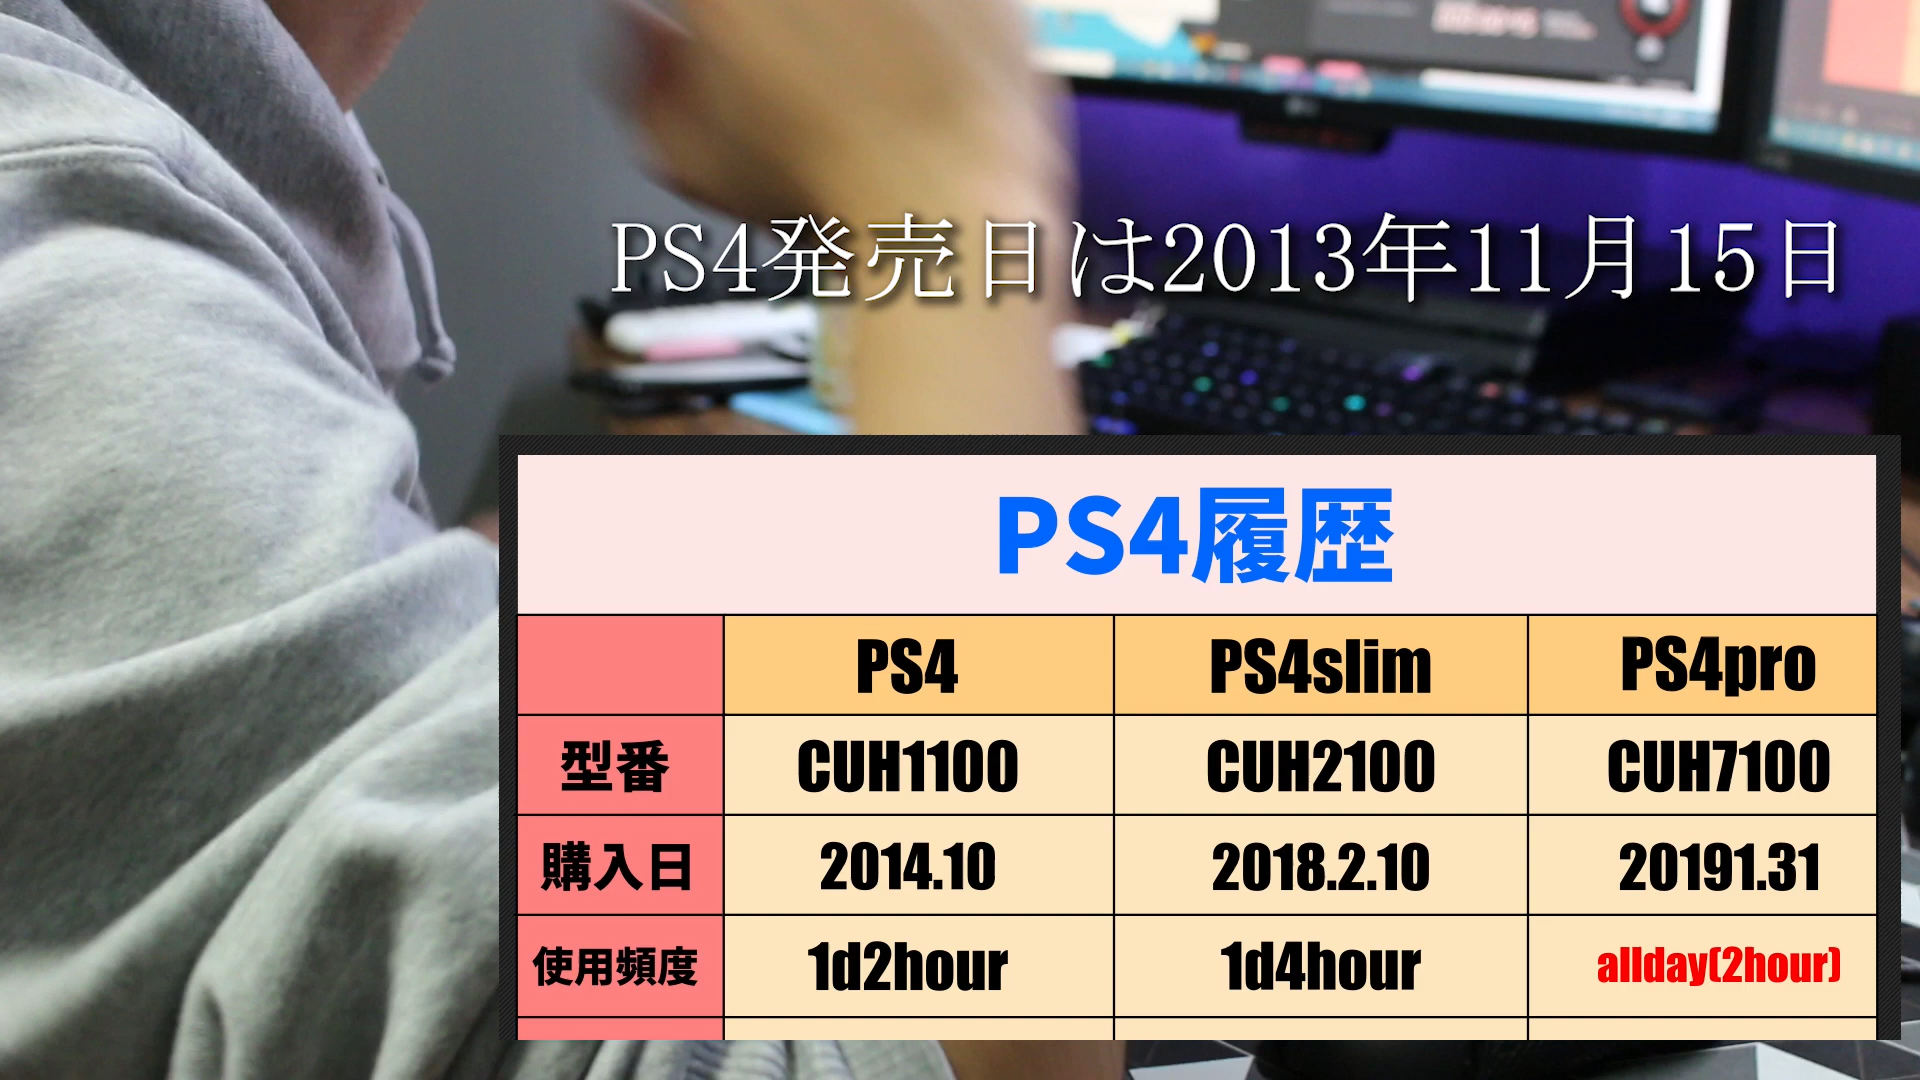 PS4発売日は2013年11月15日
PS4履歴
PS4 PS4slim PS4pro
型番 CUH1100 CUH2100 CUH7100
購入日 2014.10 2018.2.10 20191.31
使用頻度 1d2hour 1d4hour allday(2hour)